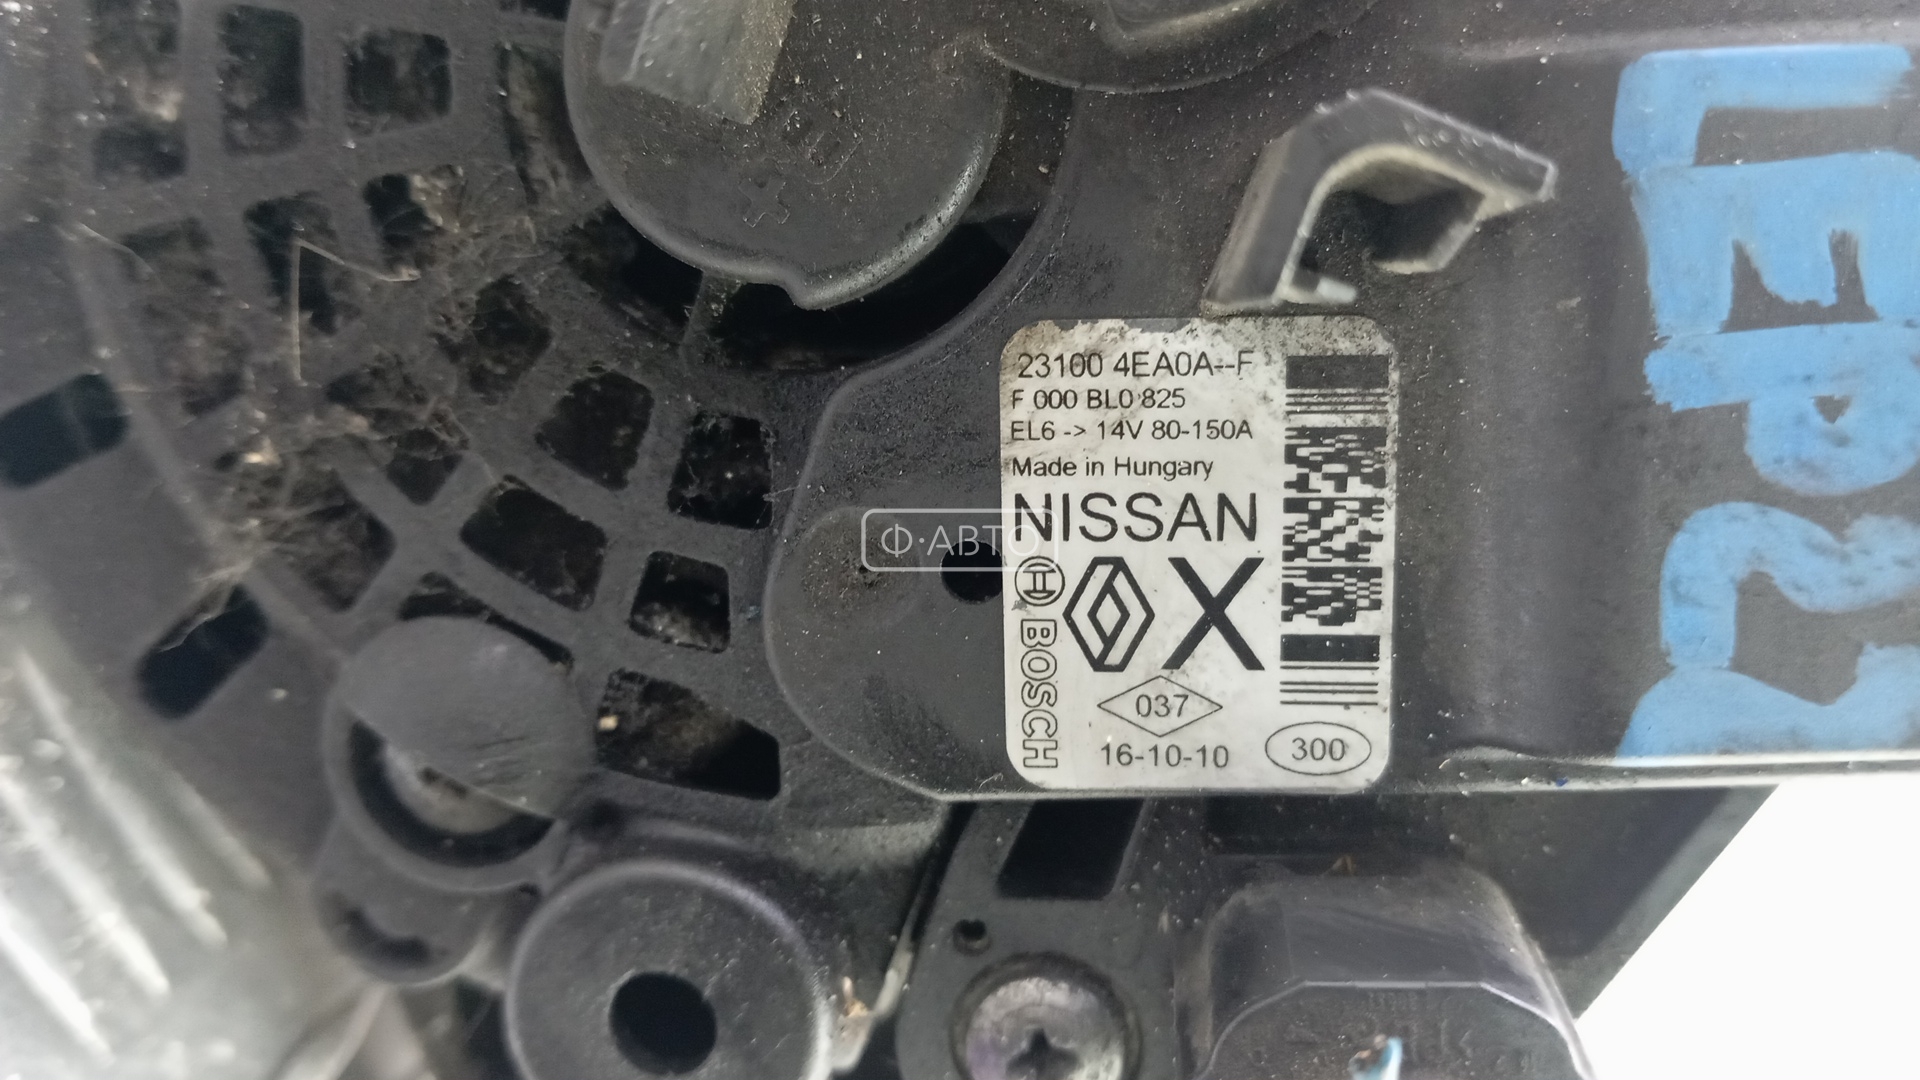 23100 4EA0A--F
F 000 BL0 825
EL6 -> 14V 80-150A
Made in Hungary
NISSAN
BOSCH
X
037
16-10-10
300
Ф·АВТО